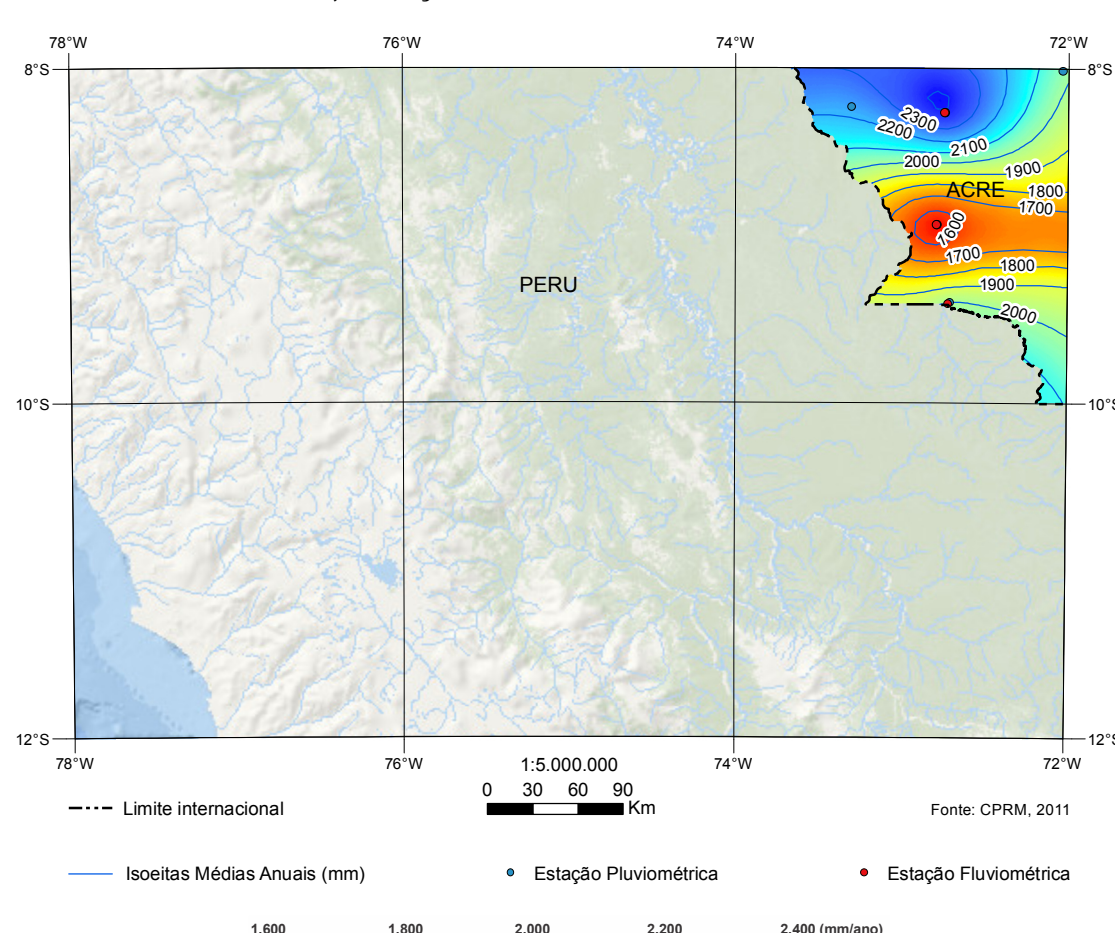 78°W 76°W 74°W 72°W
8°S 8°S
2300
2200
2100
2000
1900
ACRE
1800
1700
1600
1700
1800
PERU
1900
2000
10°S 10°S
12°S 12°S
78°W 76°W 74°W 72°W
1:5.000.000
0 30 60 90
Km
Limite internacional
Fonte: CPRM, 2011
Isoeitas Médias Anuais (mm)
Estação Pluviométrica
Estação Fluviométrica
1.600 1.800 2.000 2.200 2.400 (mm/ano)